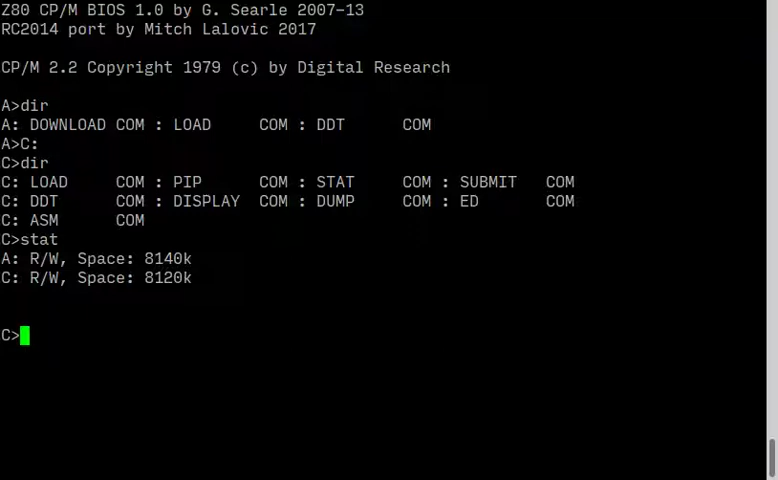 Z80 CP/M BIOS 1.0 by G. Searle 2007-13
RC2014 port by Mitch Lalovic 2017
CP/M 2.2 Copyright 1979 (c) by Digital Research
A>dir
A: DOWNLOAD COM : LOAD     COM : DDT      COM
A>C:
C>dir
C: LOAD     COM : PIP      COM : STAT     COM : SUBMIT   COM
C: DDT      COM : DISPLAY  COM : DUMP     COM : ED       COM
C: ASM      COM
C>stat
A: R/W, Space: 8140k
C: R/W, Space: 8120k
C>